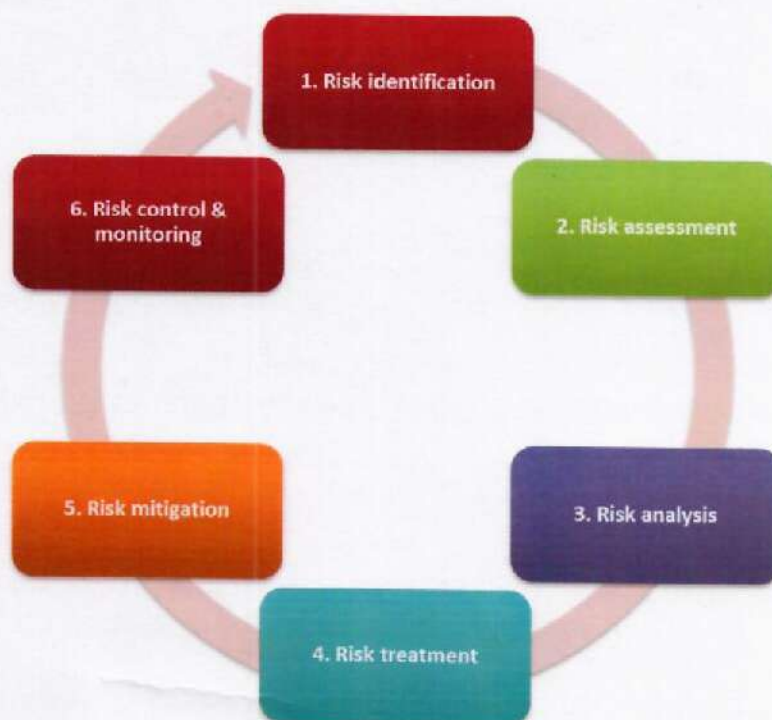 1. Risk identification
2. Risk assessment
3. Risk analysis
4. Risk treatment
5. Risk mitigation
6. Risk control &
monitoring